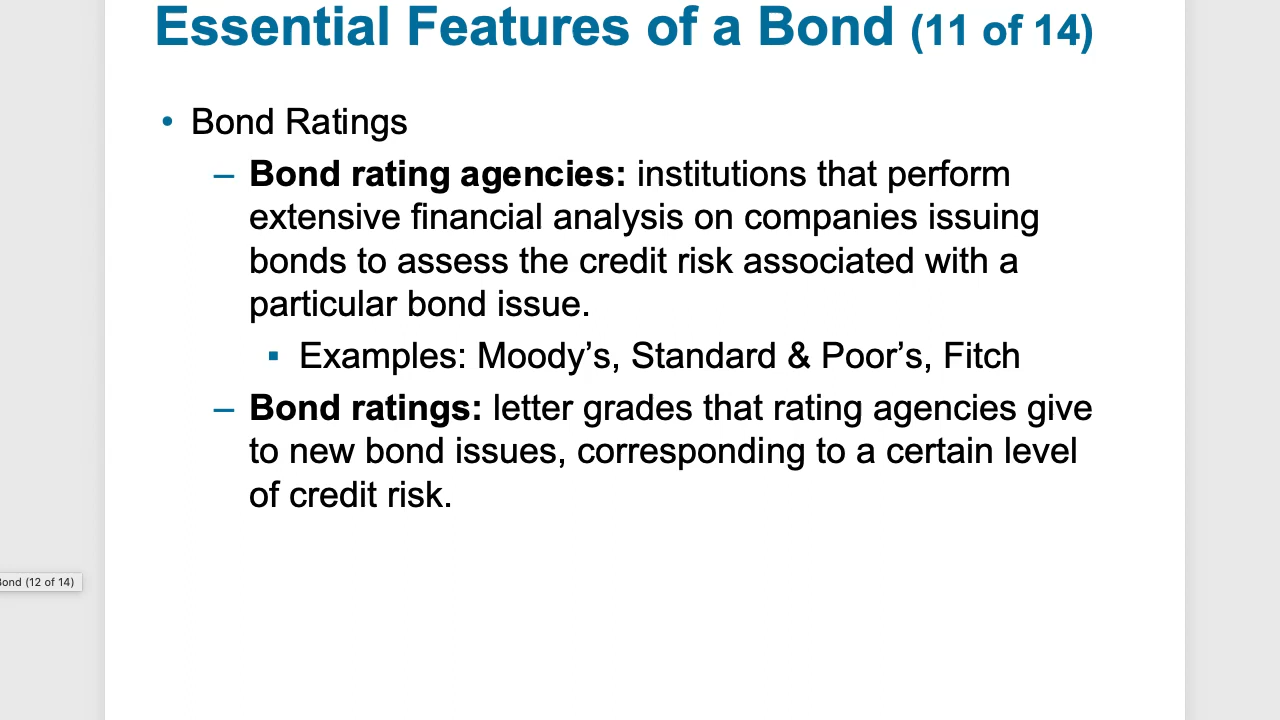 Essential Features of a Bond (11 of 14)
• Bond Ratings
– Bond rating agencies: institutions that perform
extensive financial analysis on companies issuing
bonds to assess the credit risk associated with a
particular bond issue.
▪ Examples: Moody’s, Standard & Poor’s, Fitch
– Bond ratings: letter grades that rating agencies give
to new bond issues, corresponding to a certain level
of credit risk.
Bond (12 of 14)